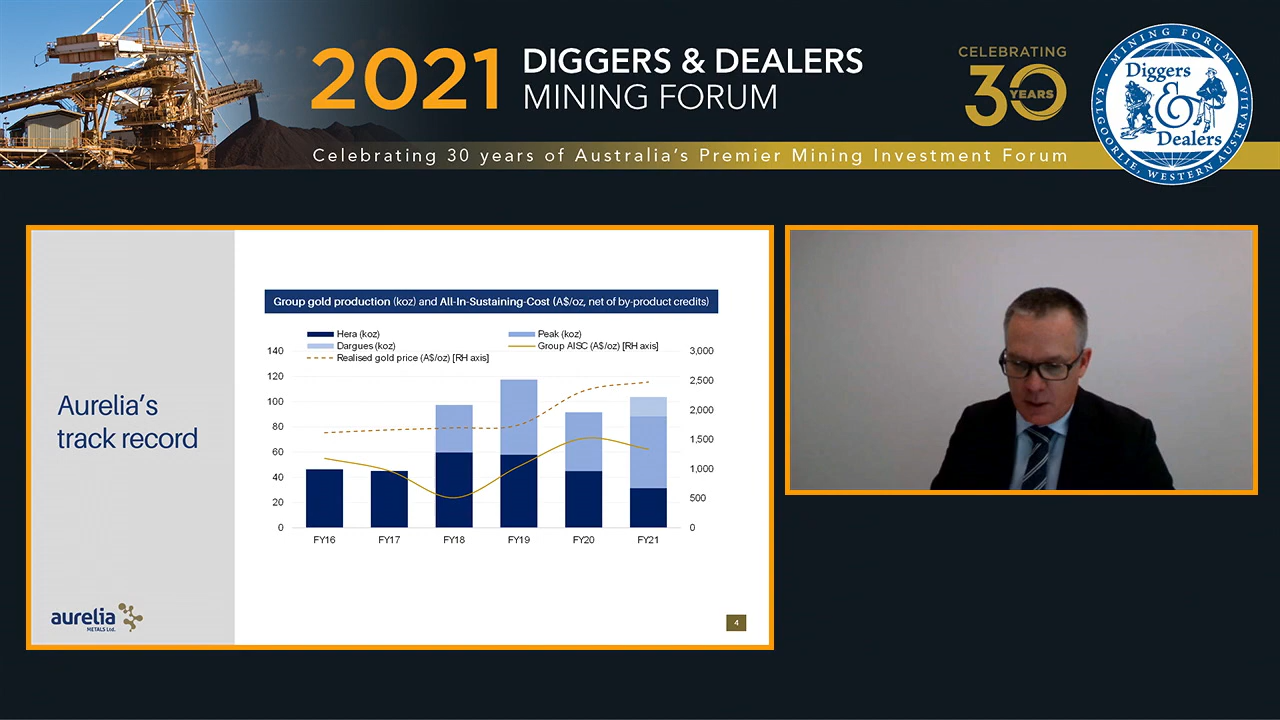 2021
DIGGERS & DEALERS
MINING FORUM
CELEBRATING
30
YEARS
Celebrating 30 years of Australia's Premier Mining Investment Forum
MINING FORUM
Diggers
&
Dealers
KALGOORLIE, WESTERN AUSTRALIA
Aurelia's
track record
Group gold production (koz) and All-In-Sustaining-Cost (A$/oz, net of by-product credits)
Hera (koz)
Peak (koz)
Dargues (koz)
Group AISC (A$/oz) [RH axis]
Realised gold price (A$/oz) [RH axis]
140
120
100
80
60
40
20
0
3,000
2,500
2,000
1,500
1,000
500
0
FY16 FY17 FY18 FY19 FY20 FY21
aurelia
METALS Ltd.
4